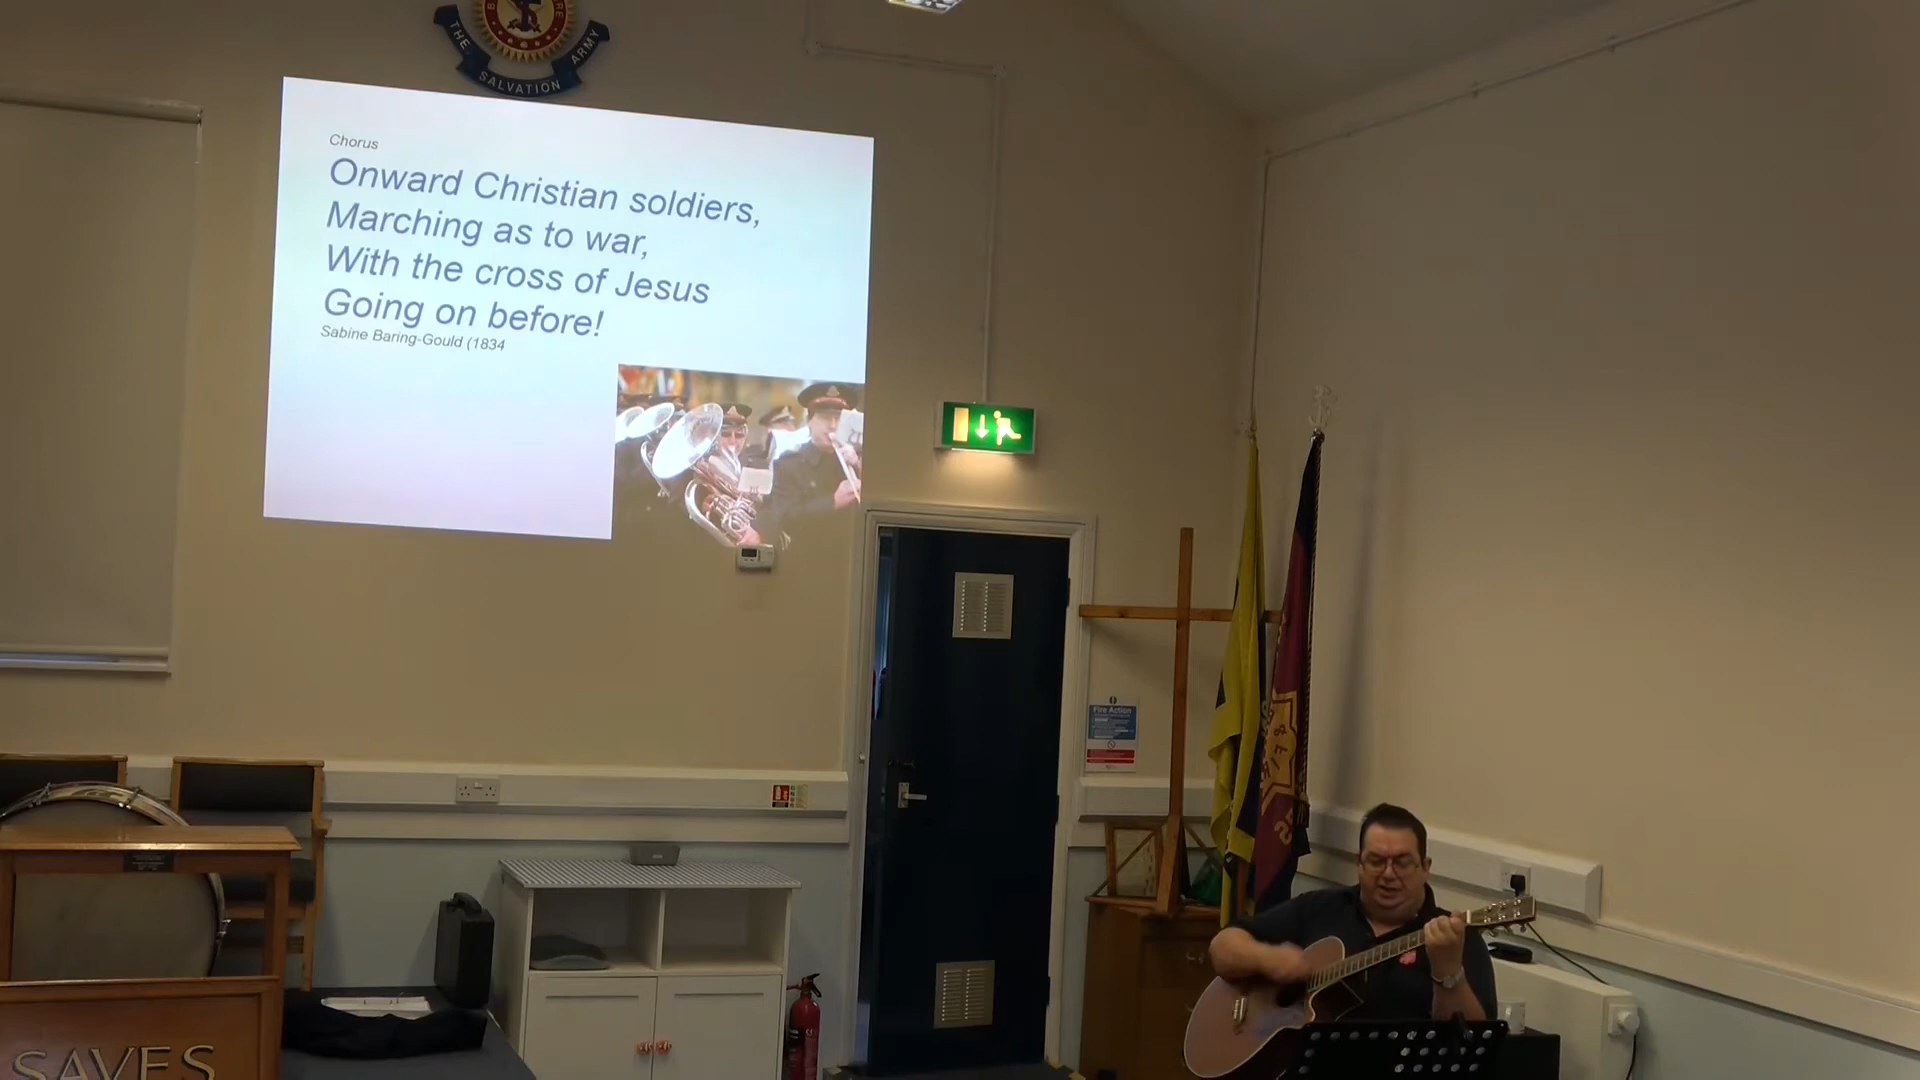 THE SALVATION ARMY
Chorus
Onward Christian soldiers,
Marching as to war,
With the cross of Jesus
Going on before!
Sabine Baring-Gould (1834
Fire Action
SAVES